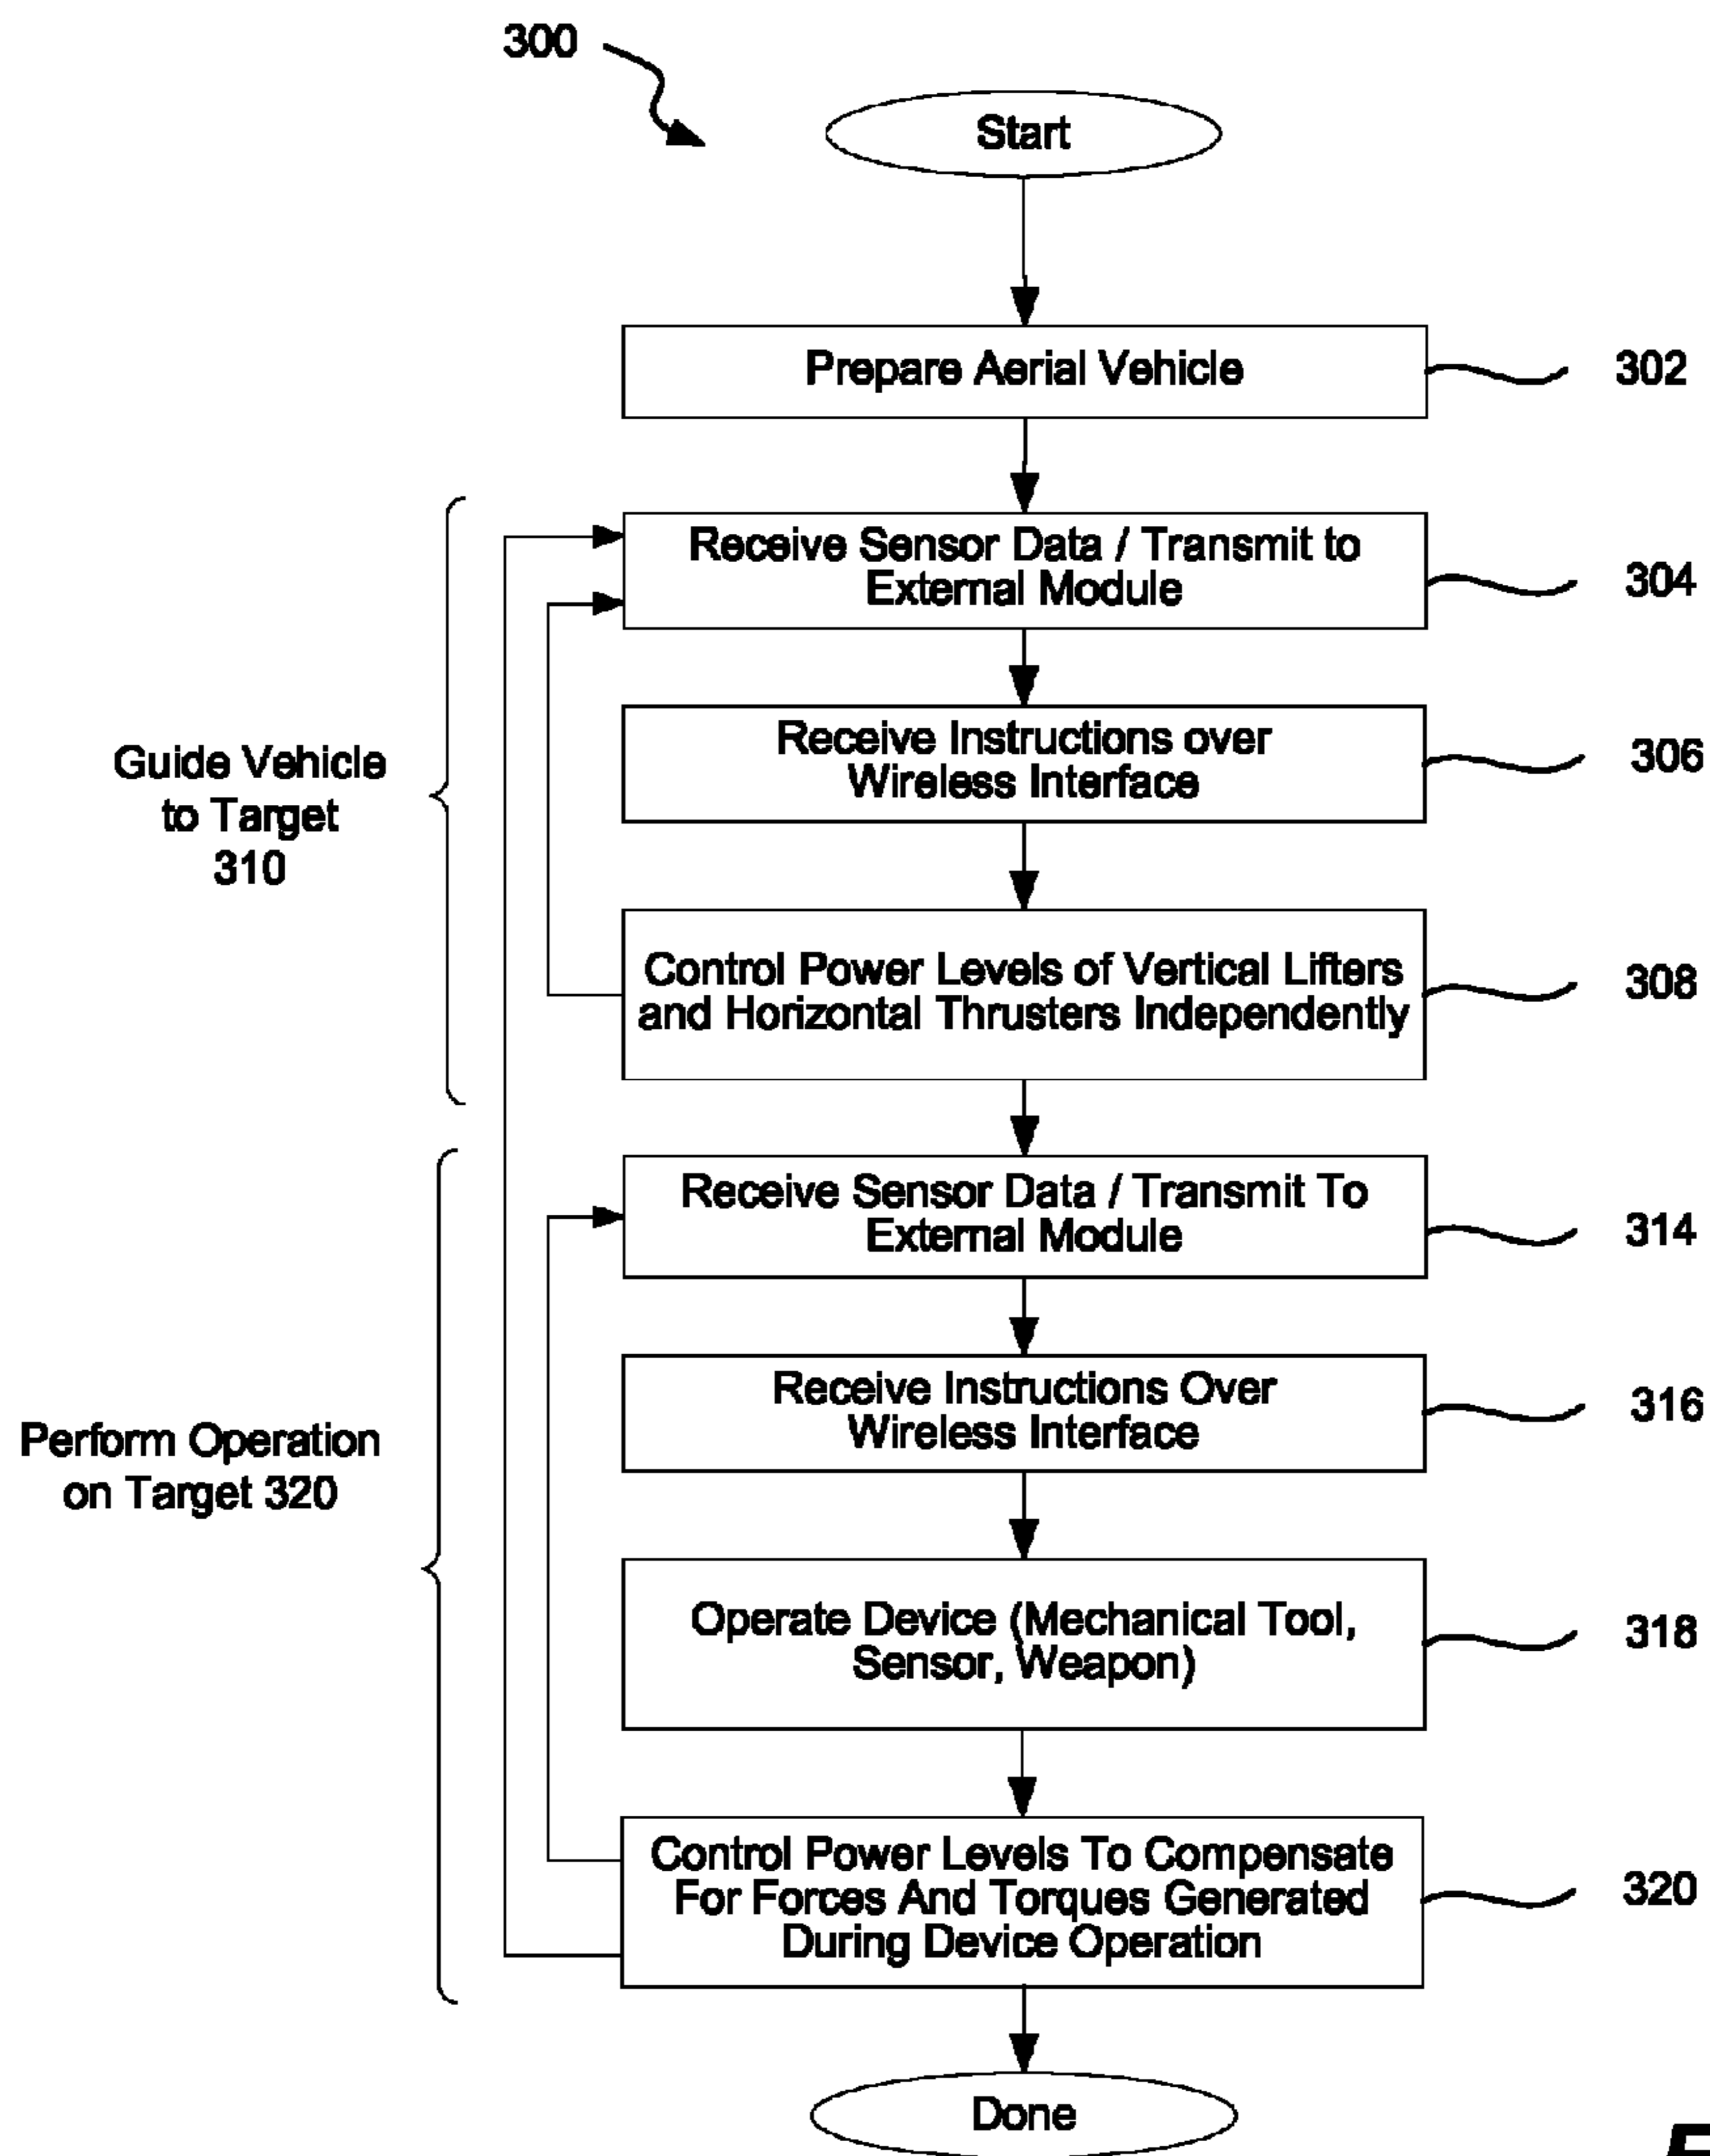 300
Start
Prepare Aerial Vehicle
302
Receive Sensor Data / Transmit to
External Module
304
Receive Instructions over
Wireless Interface
306
Guide Vehicle
to Target
310
Control Power Levels of Vertical Lifters
and Horizontal Thrusters Independently
308
Receive Sensor Data / Transmit To
External Module
314
Receive Instructions Over
Wireless Interface
316
Perform Operation
on Target 320
Operate Device (Mechanical Tool,
Sensor, Weapon)
318
Control Power Levels To Compensate
For Forces And Torques Generated
During Device Operation
320
Done